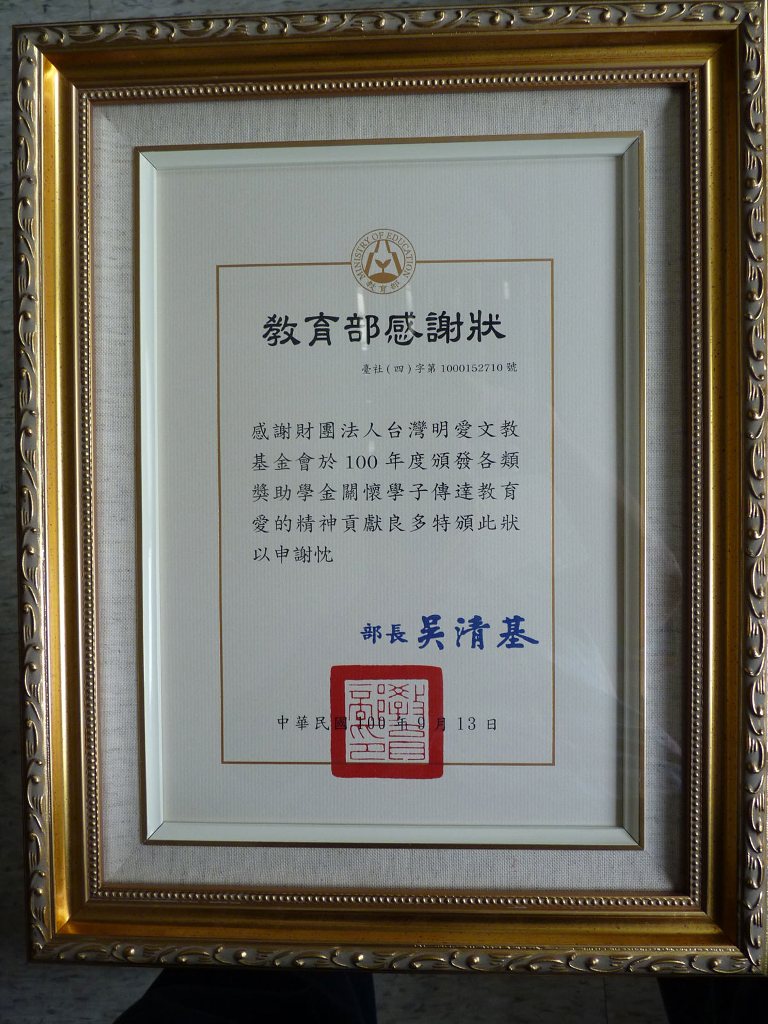 MINISTRY OF EDUCATION
教育部
教育部感謝狀
臺社(四)字第1000152710號
感謝財團法人台灣明愛文教
基金會於100年度頒發各類
獎助學金關懷學子傳達教育
愛的精神貢獻良多特頒此狀
以申謝忱
部長 吳清基
中華民國100年9月13日